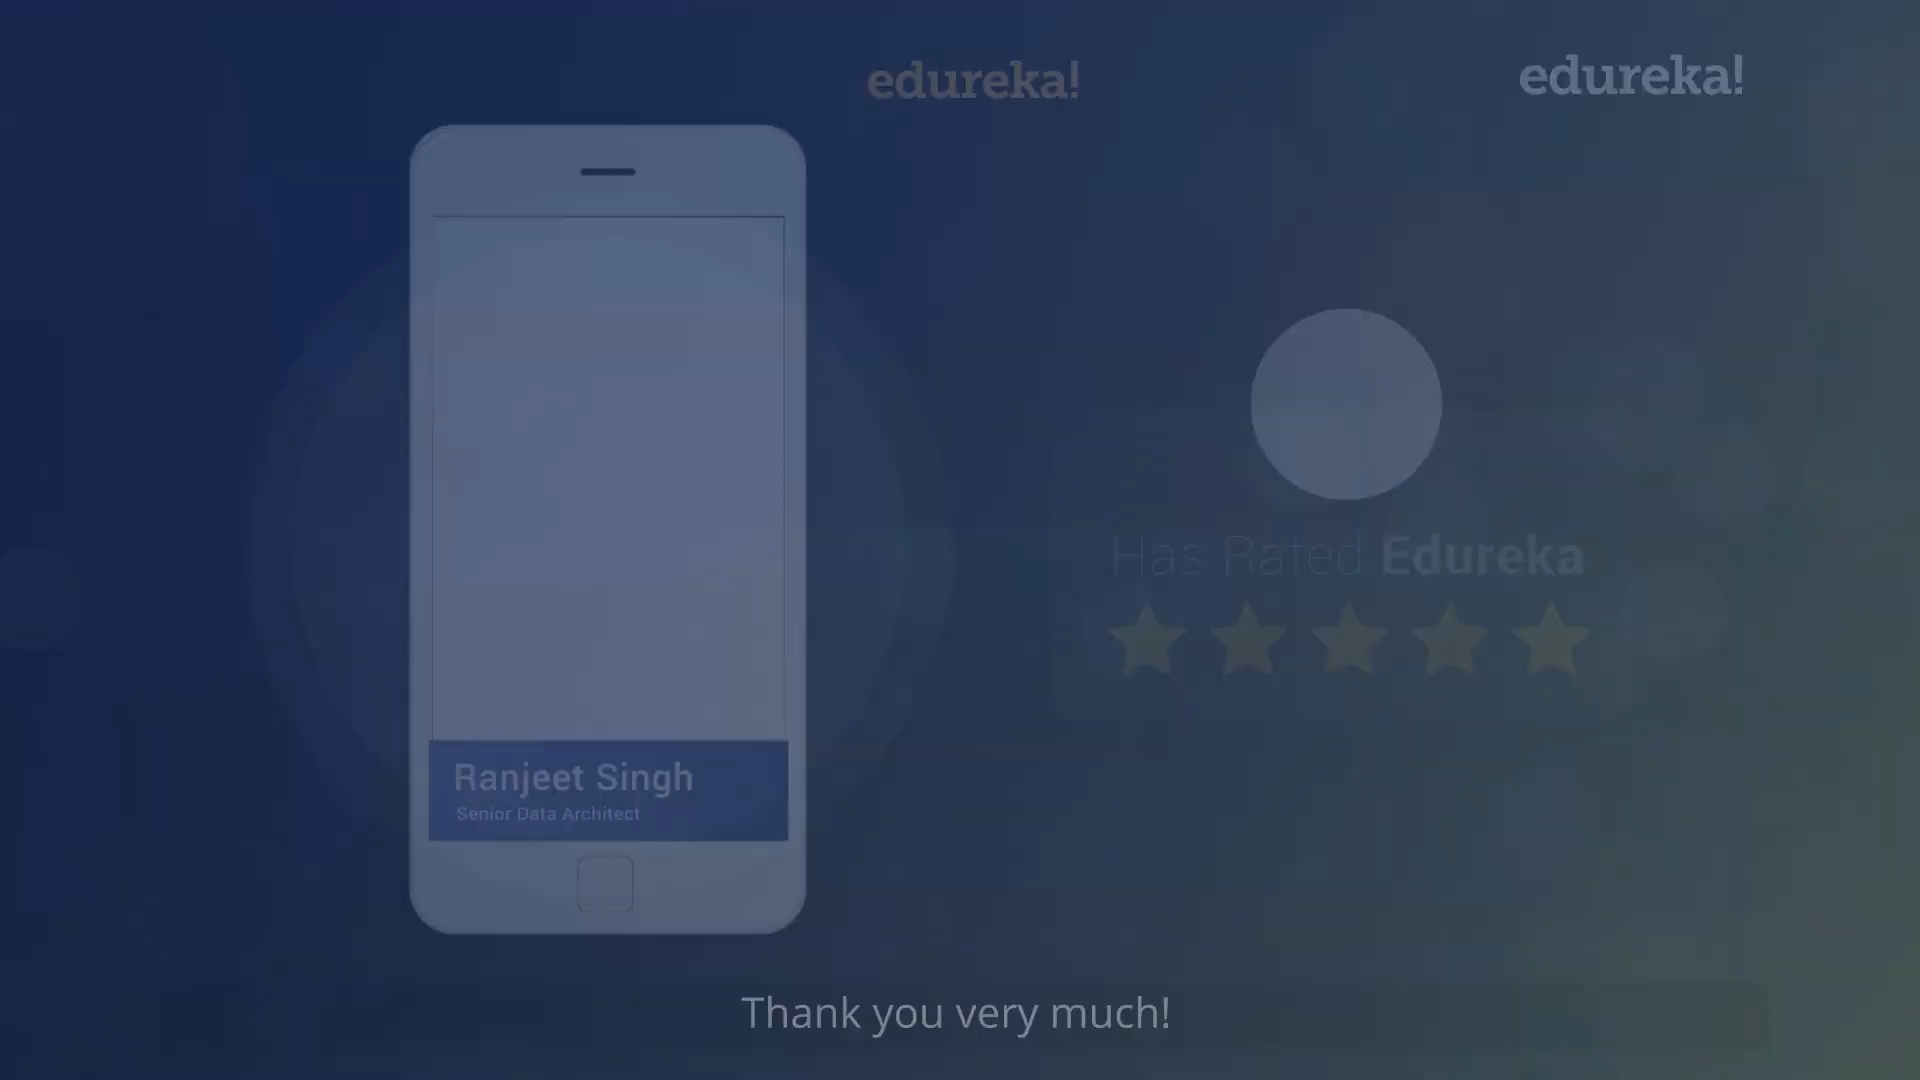 edureka!
edureka!
Has Rated Edureka
Ranjeet Singh
Senior Data Architect
Thank you very much!